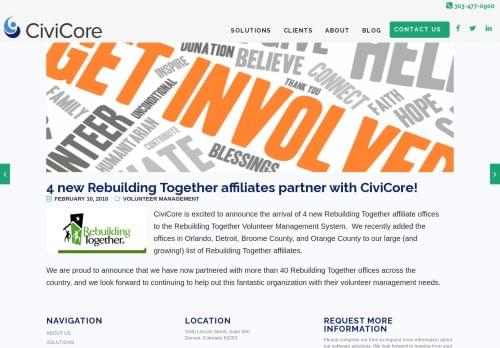 303-477-0900
CiviCore
SOLUTIONS CLIENTS ABOUT BLOG CONTACT US
GET INVOLVED
DONATION
BELIEVE
HELP
INSPIRE
THANK YOU
CONNECT
FAITH
HOPE
CARE
FAMILY
UNCONDITIONAL
VOLUNTEER
HUMANITARIAN
CONTRIBUTE
BLESSINGS
4 new Rebuilding Together affiliates partner with CiviCore!
FEBRUARY 10, 2010 VOLUNTEER MANAGEMENT
Rebuilding
Together.
CiviCore is excited to announce the arrival of 4 new Rebuilding Together affiliate offices
to the Rebuilding Together Volunteer Management System. We recently added the
offices in Orlando, Detroit, Broome County, and Orange County to our large (and
growing!) list of Rebuilding Together affiliates.
We are proud to announce that we have now partnered with more than 40 Rebuilding Together offices across the
country, and we look forward to continuing to help out this fantastic organization with their volunteer management needs.
NAVIGATION
ABOUT US
SOLUTIONS
LOCATION
1580 Lincoln Street, Suite 600
Denver, Colorado 80203
REQUEST MORE
INFORMATION
Please complete our form to request more information about
our software solutions. We look forward to hearing from you!